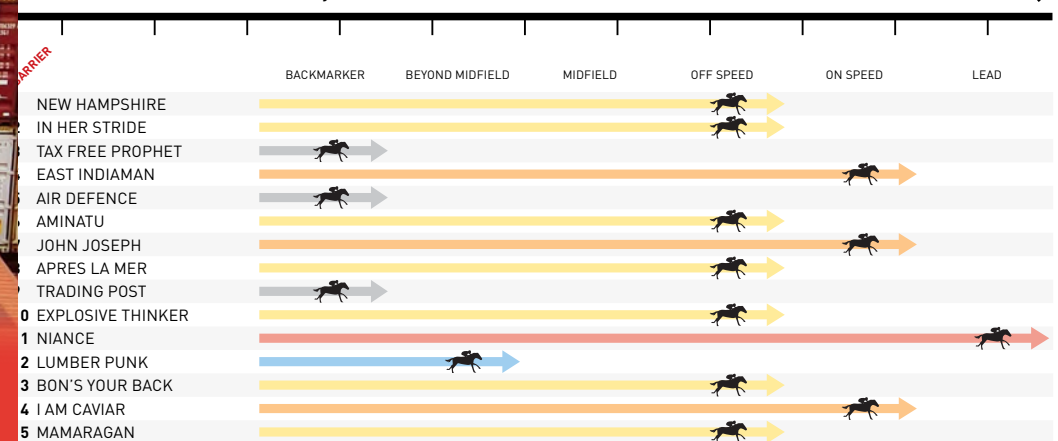 ARRIER
BACKMARKER BEYOND MIDFIELD MIDFIELD OFF SPEED ON SPEED LEAD
NEW HAMPSHIRE
IN HER STRIDE
TAX FREE PROPHET
EAST INDIAMAN
AIR DEFENCE
AMINATU
JOHN JOSEPH
APRES LA MER
TRADING POST
0 EXPLOSIVE THINKER
1 NIANCE
2 LUMBER PUNK
3 BON'S YOUR BACK
4 I AM CAVIAR
5 MAMARAGAN